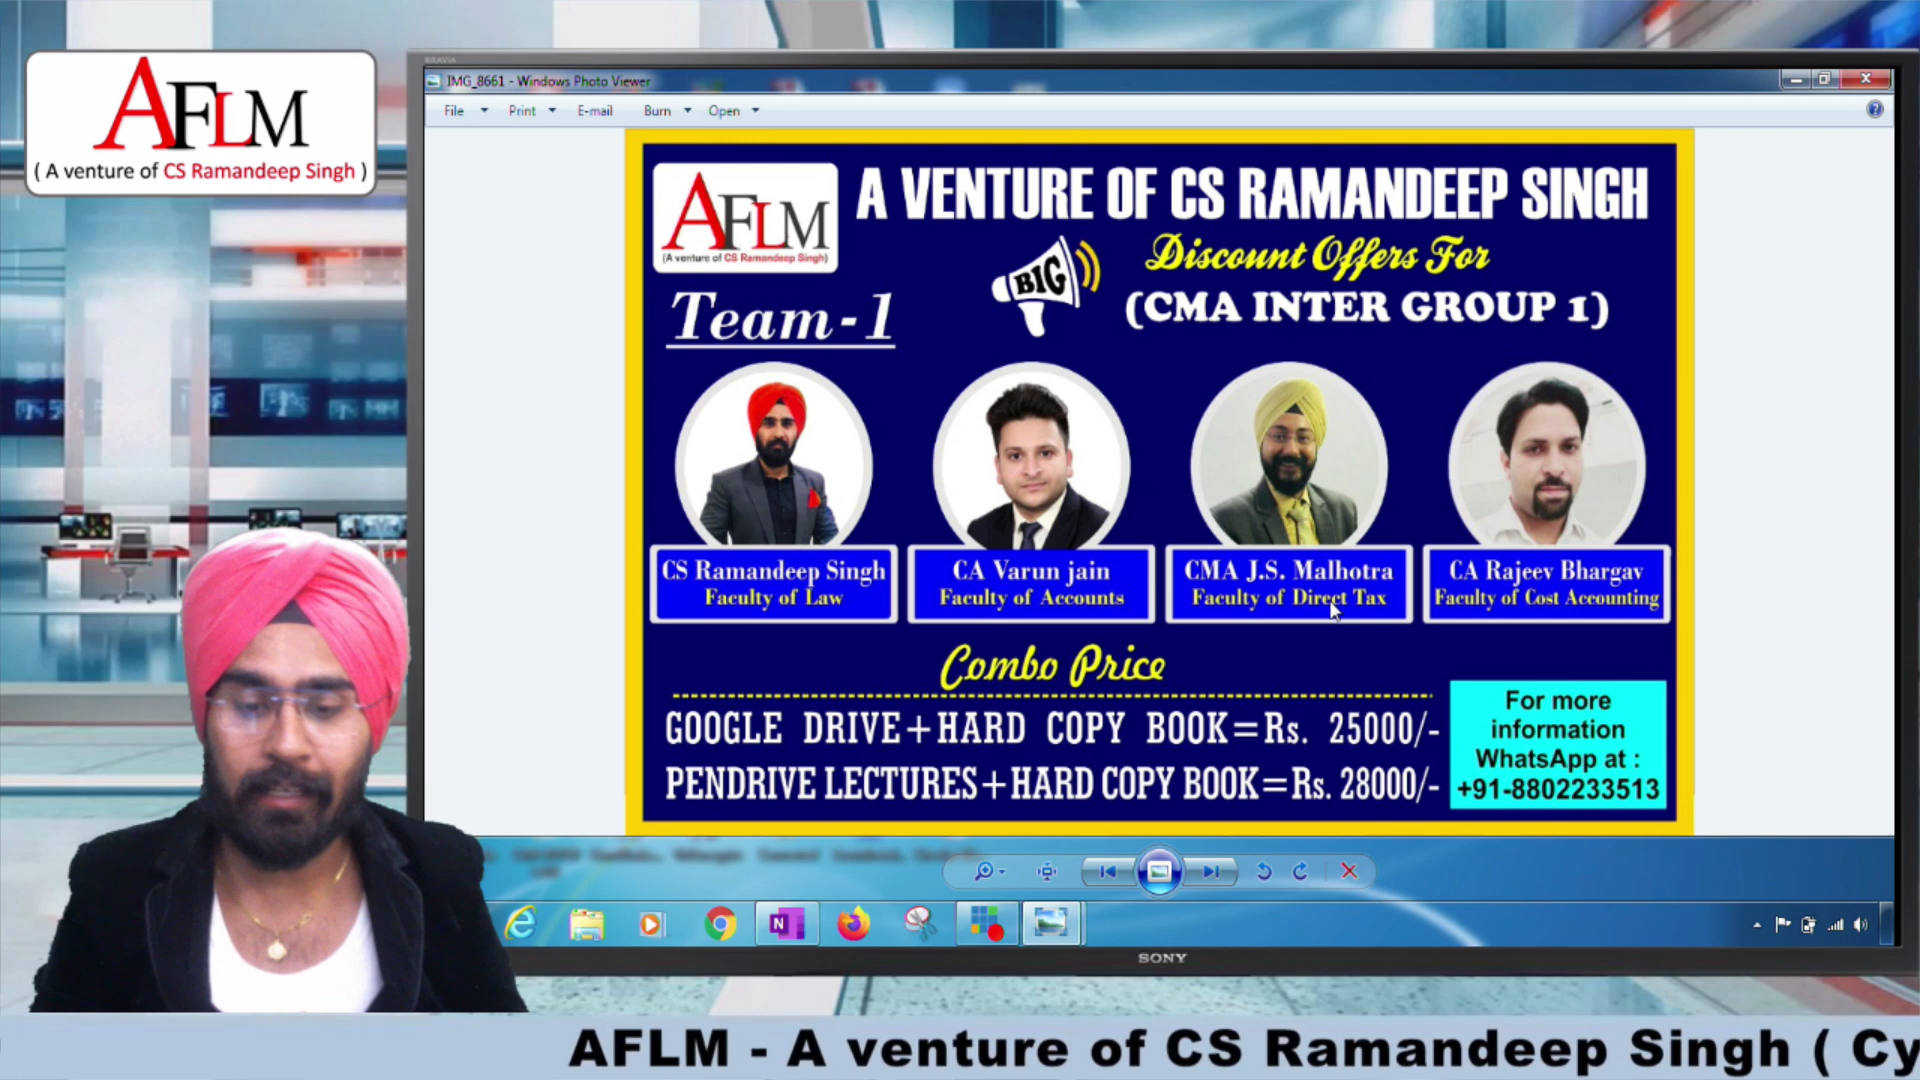 AFLM
( A venture of CS Ramandeep Singh )
BRAVIA
IMG_8661 - Windows Photo Viewer
File Print E-mail Burn Open
AFLM
(A venture of CS Ramandeep Singh)
A VENTURE OF CS RAMANDEEP SINGH
BIG
Discount Offers For
(CMA INTER GROUP 1)
Team-1
CS Ramandeep Singh
Faculty of Law
CA Varun jain
Faculty of Accounts
CMA J.S. Malhotra
Faculty of Direct Tax
CA Rajeev Bhargav
Faculty of Cost Accounting
Combo Price
GOOGLE DRIVE+HARD COPY BOOK=Rs. 25000/-
PENDRIVE LECTURES+HARD COPY BOOK=Rs. 28000/-
For more
information
WhatsApp at :
+91-8802233513
N
SONY
AFLM - A venture of CS Ramandeep Singh ( Cy